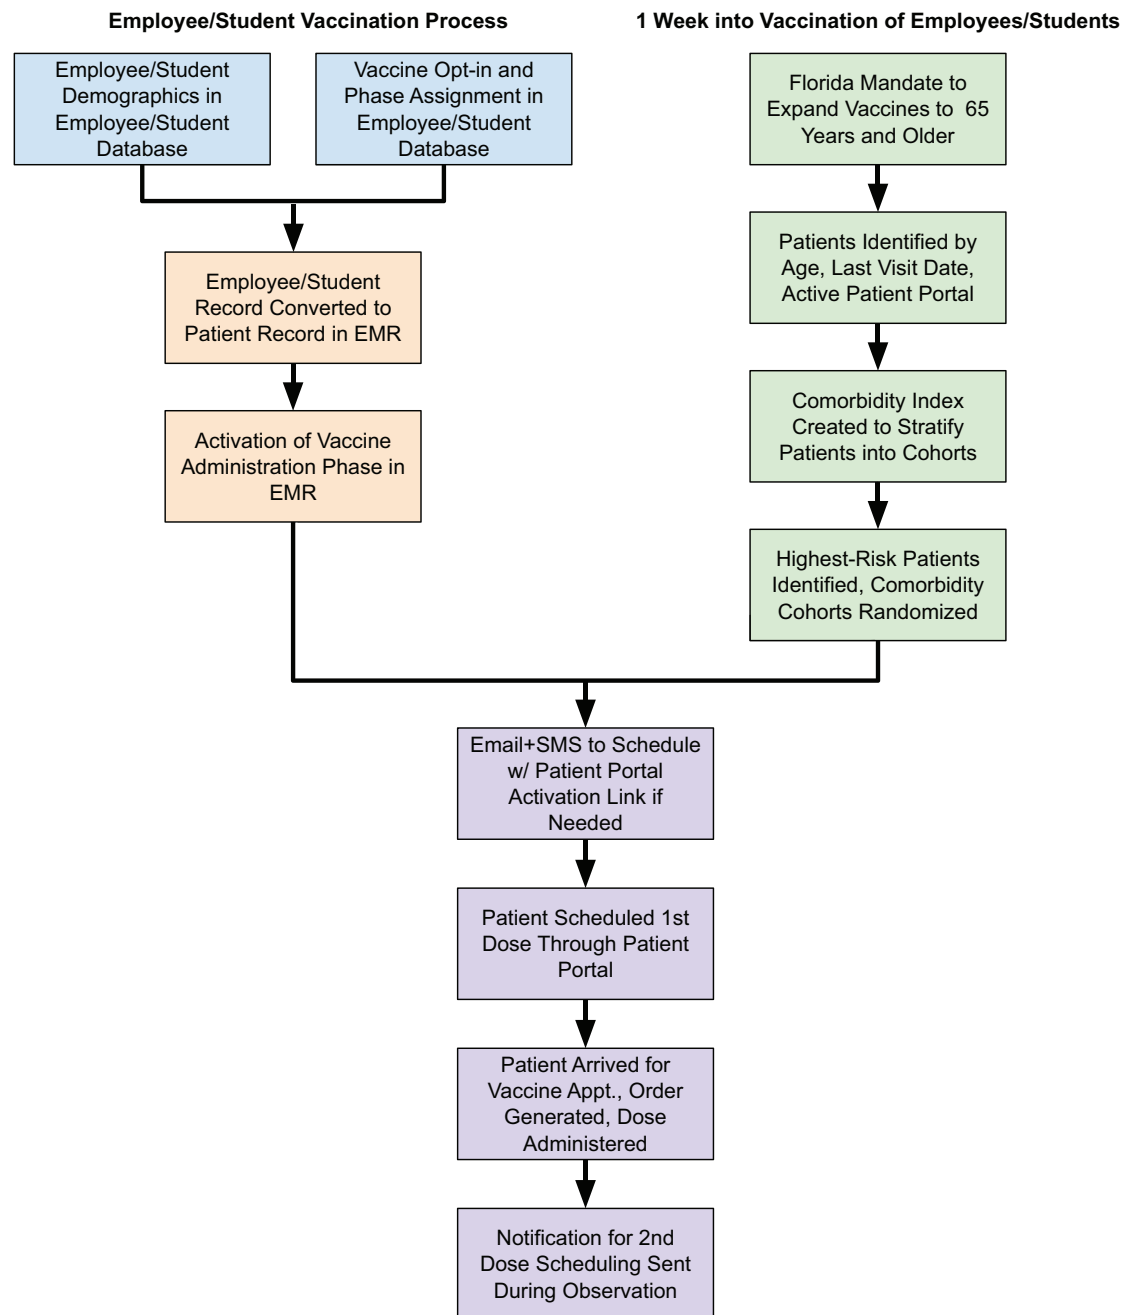 Employee/Student Vaccination Process
Employee/Student
Demographics in
Employee/Student
Database
Vaccine Opt-in and
Phase Assignment in
Employee/Student
Database
Employee/Student
Record Converted to
Patient Record in EMR
Activation of Vaccine
Administration Phase in
EMR
1 Week into Vaccination of Employees/Students
Florida Mandate to
Expand Vaccines to 65
Years and Older
Patients Identified by
Age, Last Visit Date,
Active Patient Portal
Comorbidity Index
Created to Stratify
Patients into Cohorts
Highest-Risk Patients
Identified, Comorbidity
Cohorts Randomized
Email+SMS to Schedule
w/ Patient Portal
Activation Link if
Needed
Patient Scheduled 1st
Dose Through Patient
Portal
Patient Arrived for
Vaccine Appt., Order
Generated, Dose
Administered
Notification for 2nd
Dose Scheduling Sent
During Observation